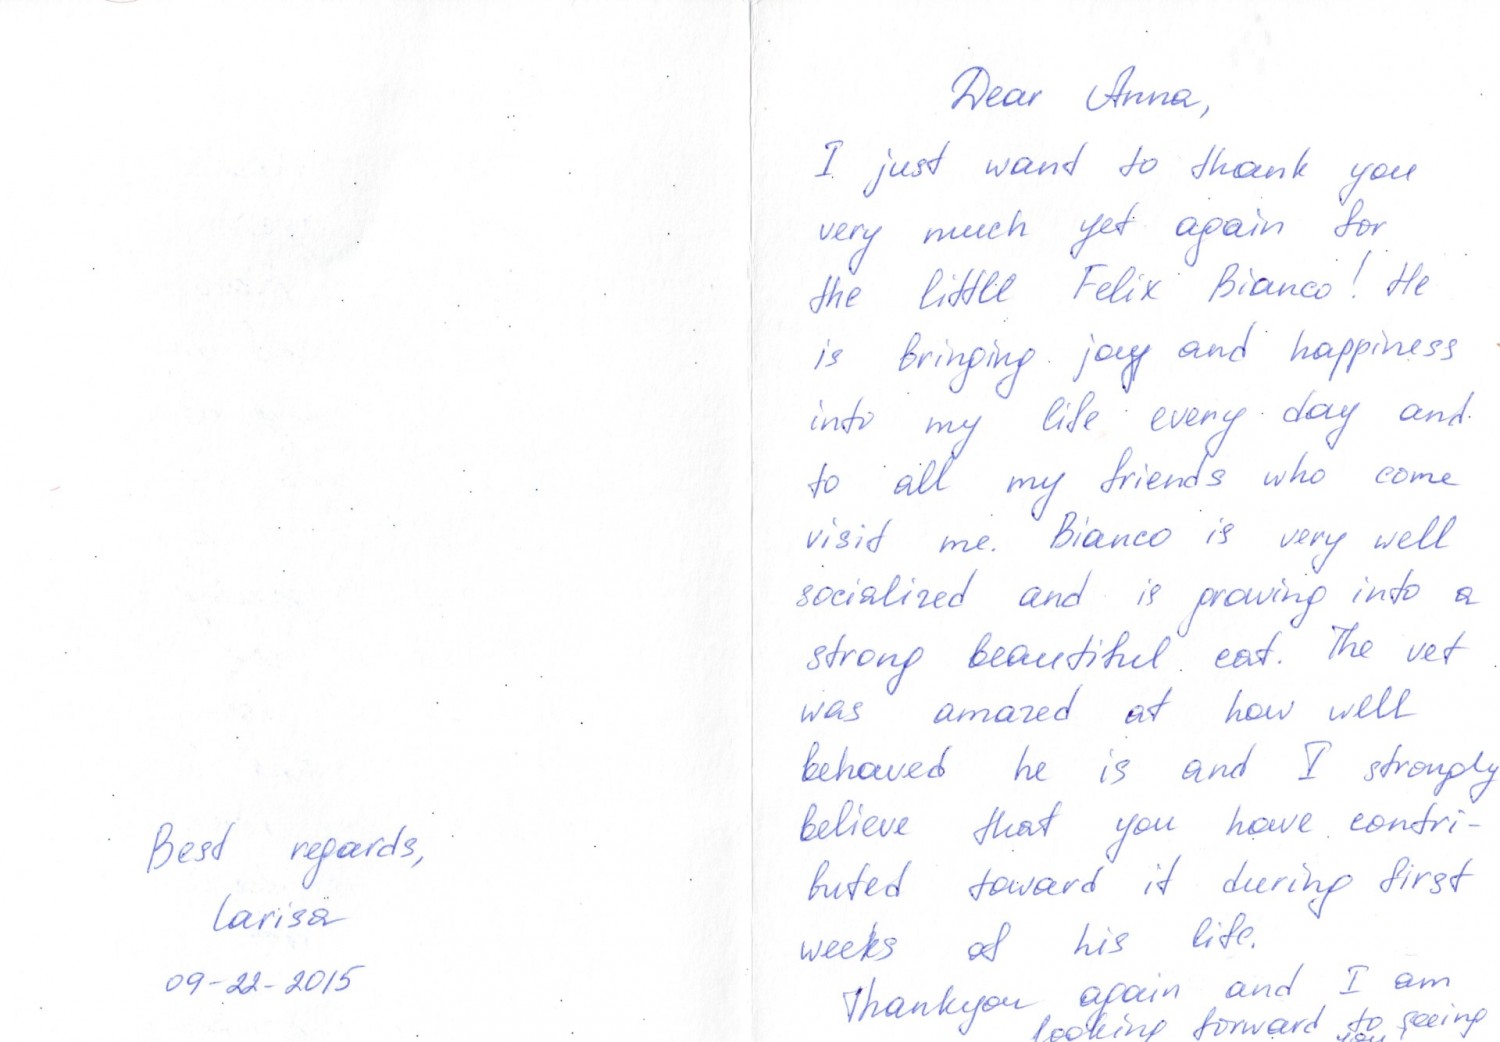 Dear Anna,
I just want to thank you
very much yet again for
the little Felix Bianco! He
is bringing joy and happiness
into my life every day and
to all my friends who come
visit me. Bianco is very well
socialized and is growing into a
strong beautiful cat. The vet
was amazed at how well
behaved he is and I strongly
believe that you have contri-
buted toward it during first
weeks of his life.
Thankyou again and I am
looking forward to seeing
you
Best regards,
Larisa
09-22-2015